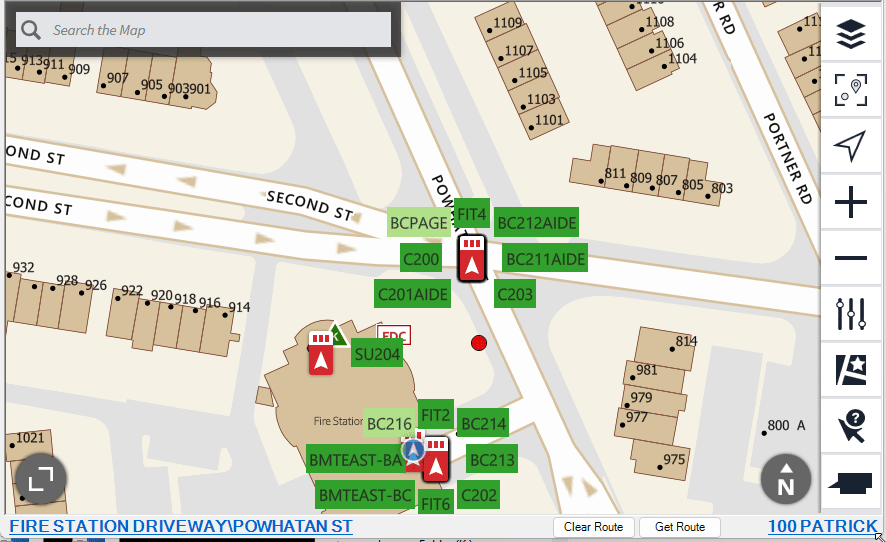 Search the Map
1109
1107
1105
1103
1101
1108
1106
1104
PORTNER RD
913
911
909
907
905
903
901
OND ST
SECOND ST
COND ST
811
809
807
805
803
BCPAGE
FIT4
BC212AIDE
C200
BC211AIDE
C201AIDE
C203
932
928
926
922
920
918
916
914
SU204
814
981
979
977
975
800 A
Fire Station
BC216
FIT2
BC214
BMTEAST-BA
BC213
BMTEAST-BC
FIT6
C202
1021
N
FIRE STATION DRIVEWAY\POWHATAN ST
Clear Route
Get Route
100 PATRICK